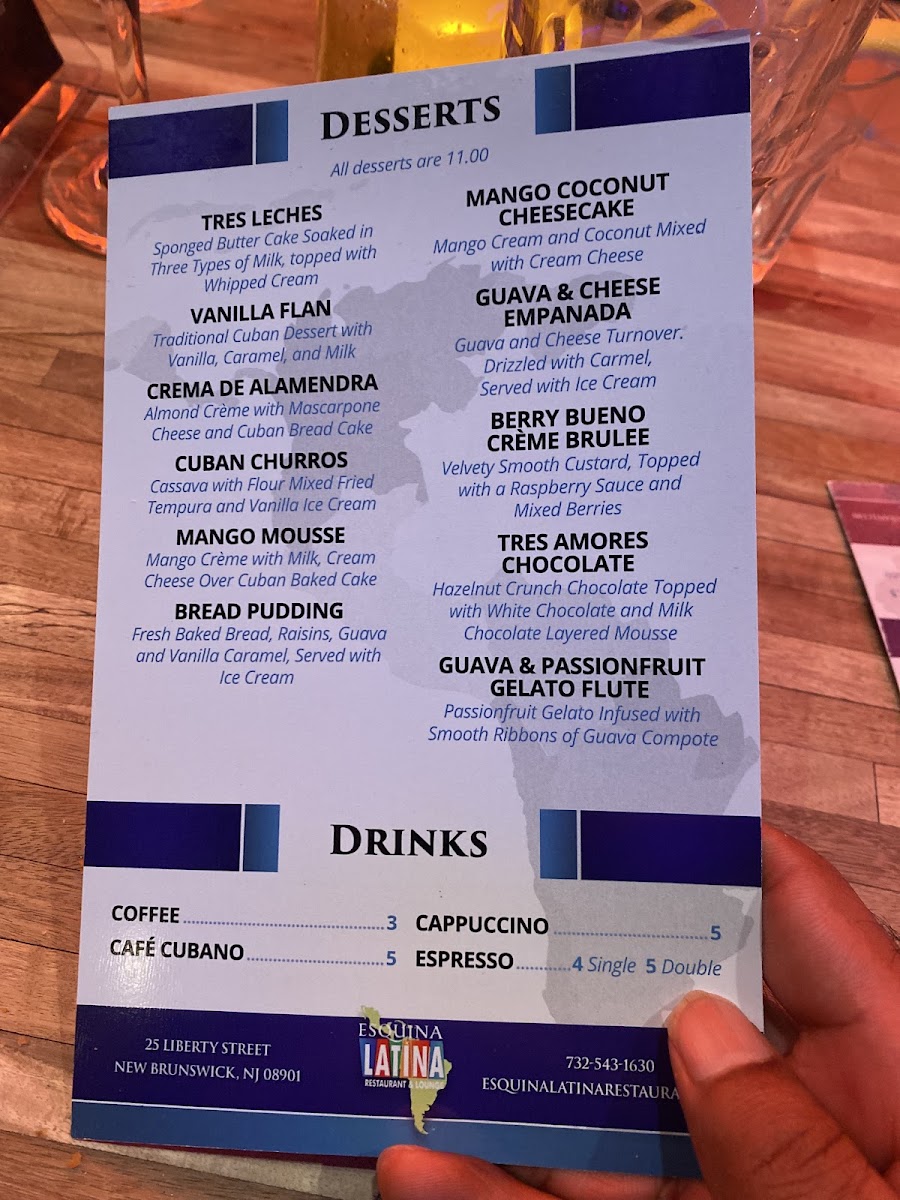 DESSERTS
All desserts are 11.00
TRES LECHES
Sponged Butter Cake Soaked in
Three Types of Milk, topped with
Whipped Cream
VANILLA FLAN
Traditional Cuban Dessert with
Vanilla, Caramel, and Milk
CREMA DE ALAMENDRA
Almond Crème with Mascarpone
Cheese and Cuban Bread Cake
CUBAN CHURROS
Cassava with Flour Mixed Fried
Tempura and Vanilla Ice Cream
MANGO MOUSSE
Mango Crème with Milk, Cream
Cheese Over Cuban Baked Cake
BREAD PUDDING
Fresh Baked Bread, Raisins, Guava
and Vanilla Caramel, Served with
Ice Cream
MANGO COCONUT
CHEESECAKE
Mango Cream and Coconut Mixed
with Cream Cheese
GUAVA & CHEESE
EMPANADA
Guava and Cheese Turnover.
Drizzled with Carmel,
Served with Ice Cream
BERRY BUENO
CRÈME BRULEE
Velvety Smooth Custard, Topped
with a Raspberry Sauce and
Mixed Berries
TRES AMORES
CHOCOLATE
Hazelnut Crunch Chocolate Topped
with White Chocolate and Milk
Chocolate Layered Mousse
GUAVA & PASSIONFRUIT
GELATO FLUTE
Passionfruit Gelato Infused with
Smooth Ribbons of Guava Compote
DRINKS
COFFEE 3
CAFÉ CUBANO 5
CAPPUCCINO 5
ESPRESSO 4 Single 5 Double
25 LIBERTY STREET
NEW BRUNSWICK, NJ 08901
ESQUINA
LATINA
RESTAURANT & LOUNGE
732-543-1630
ESQUINALATINARESTAURA